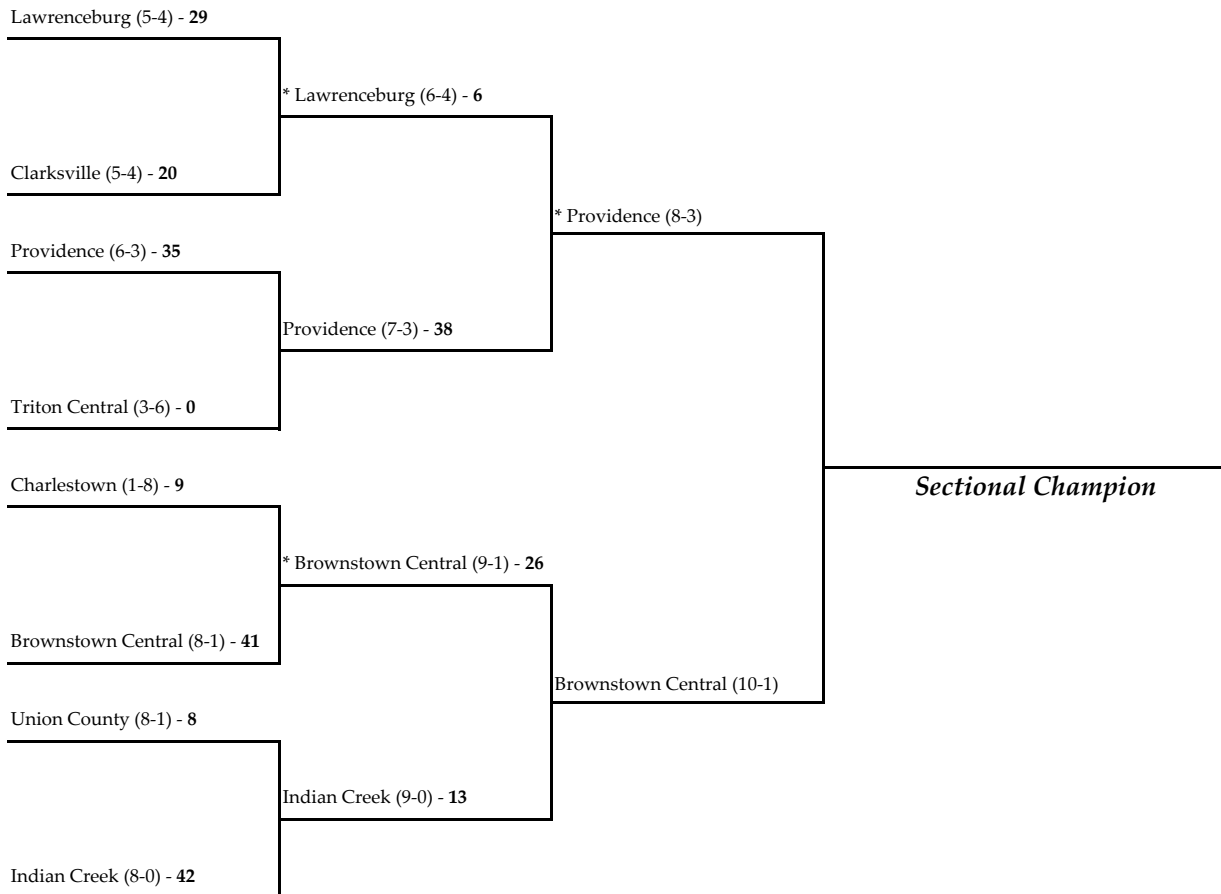 Lawrenceburg (5-4) - 29
* Lawrenceburg (6-4) - 6
Clarksville (5-4) - 20
* Providence (8-3)
Providence (6-3) - 35
Providence (7-3) - 38
Triton Central (3-6) - 0
Charlestown (1-8) - 9
Sectional Champion
* Brownstown Central (9-1) - 26
Brownstown Central (8-1) - 41
Brownstown Central (10-1)
Union County (8-1) - 8
Indian Creek (9-0) - 13
Indian Creek (8-0) - 42